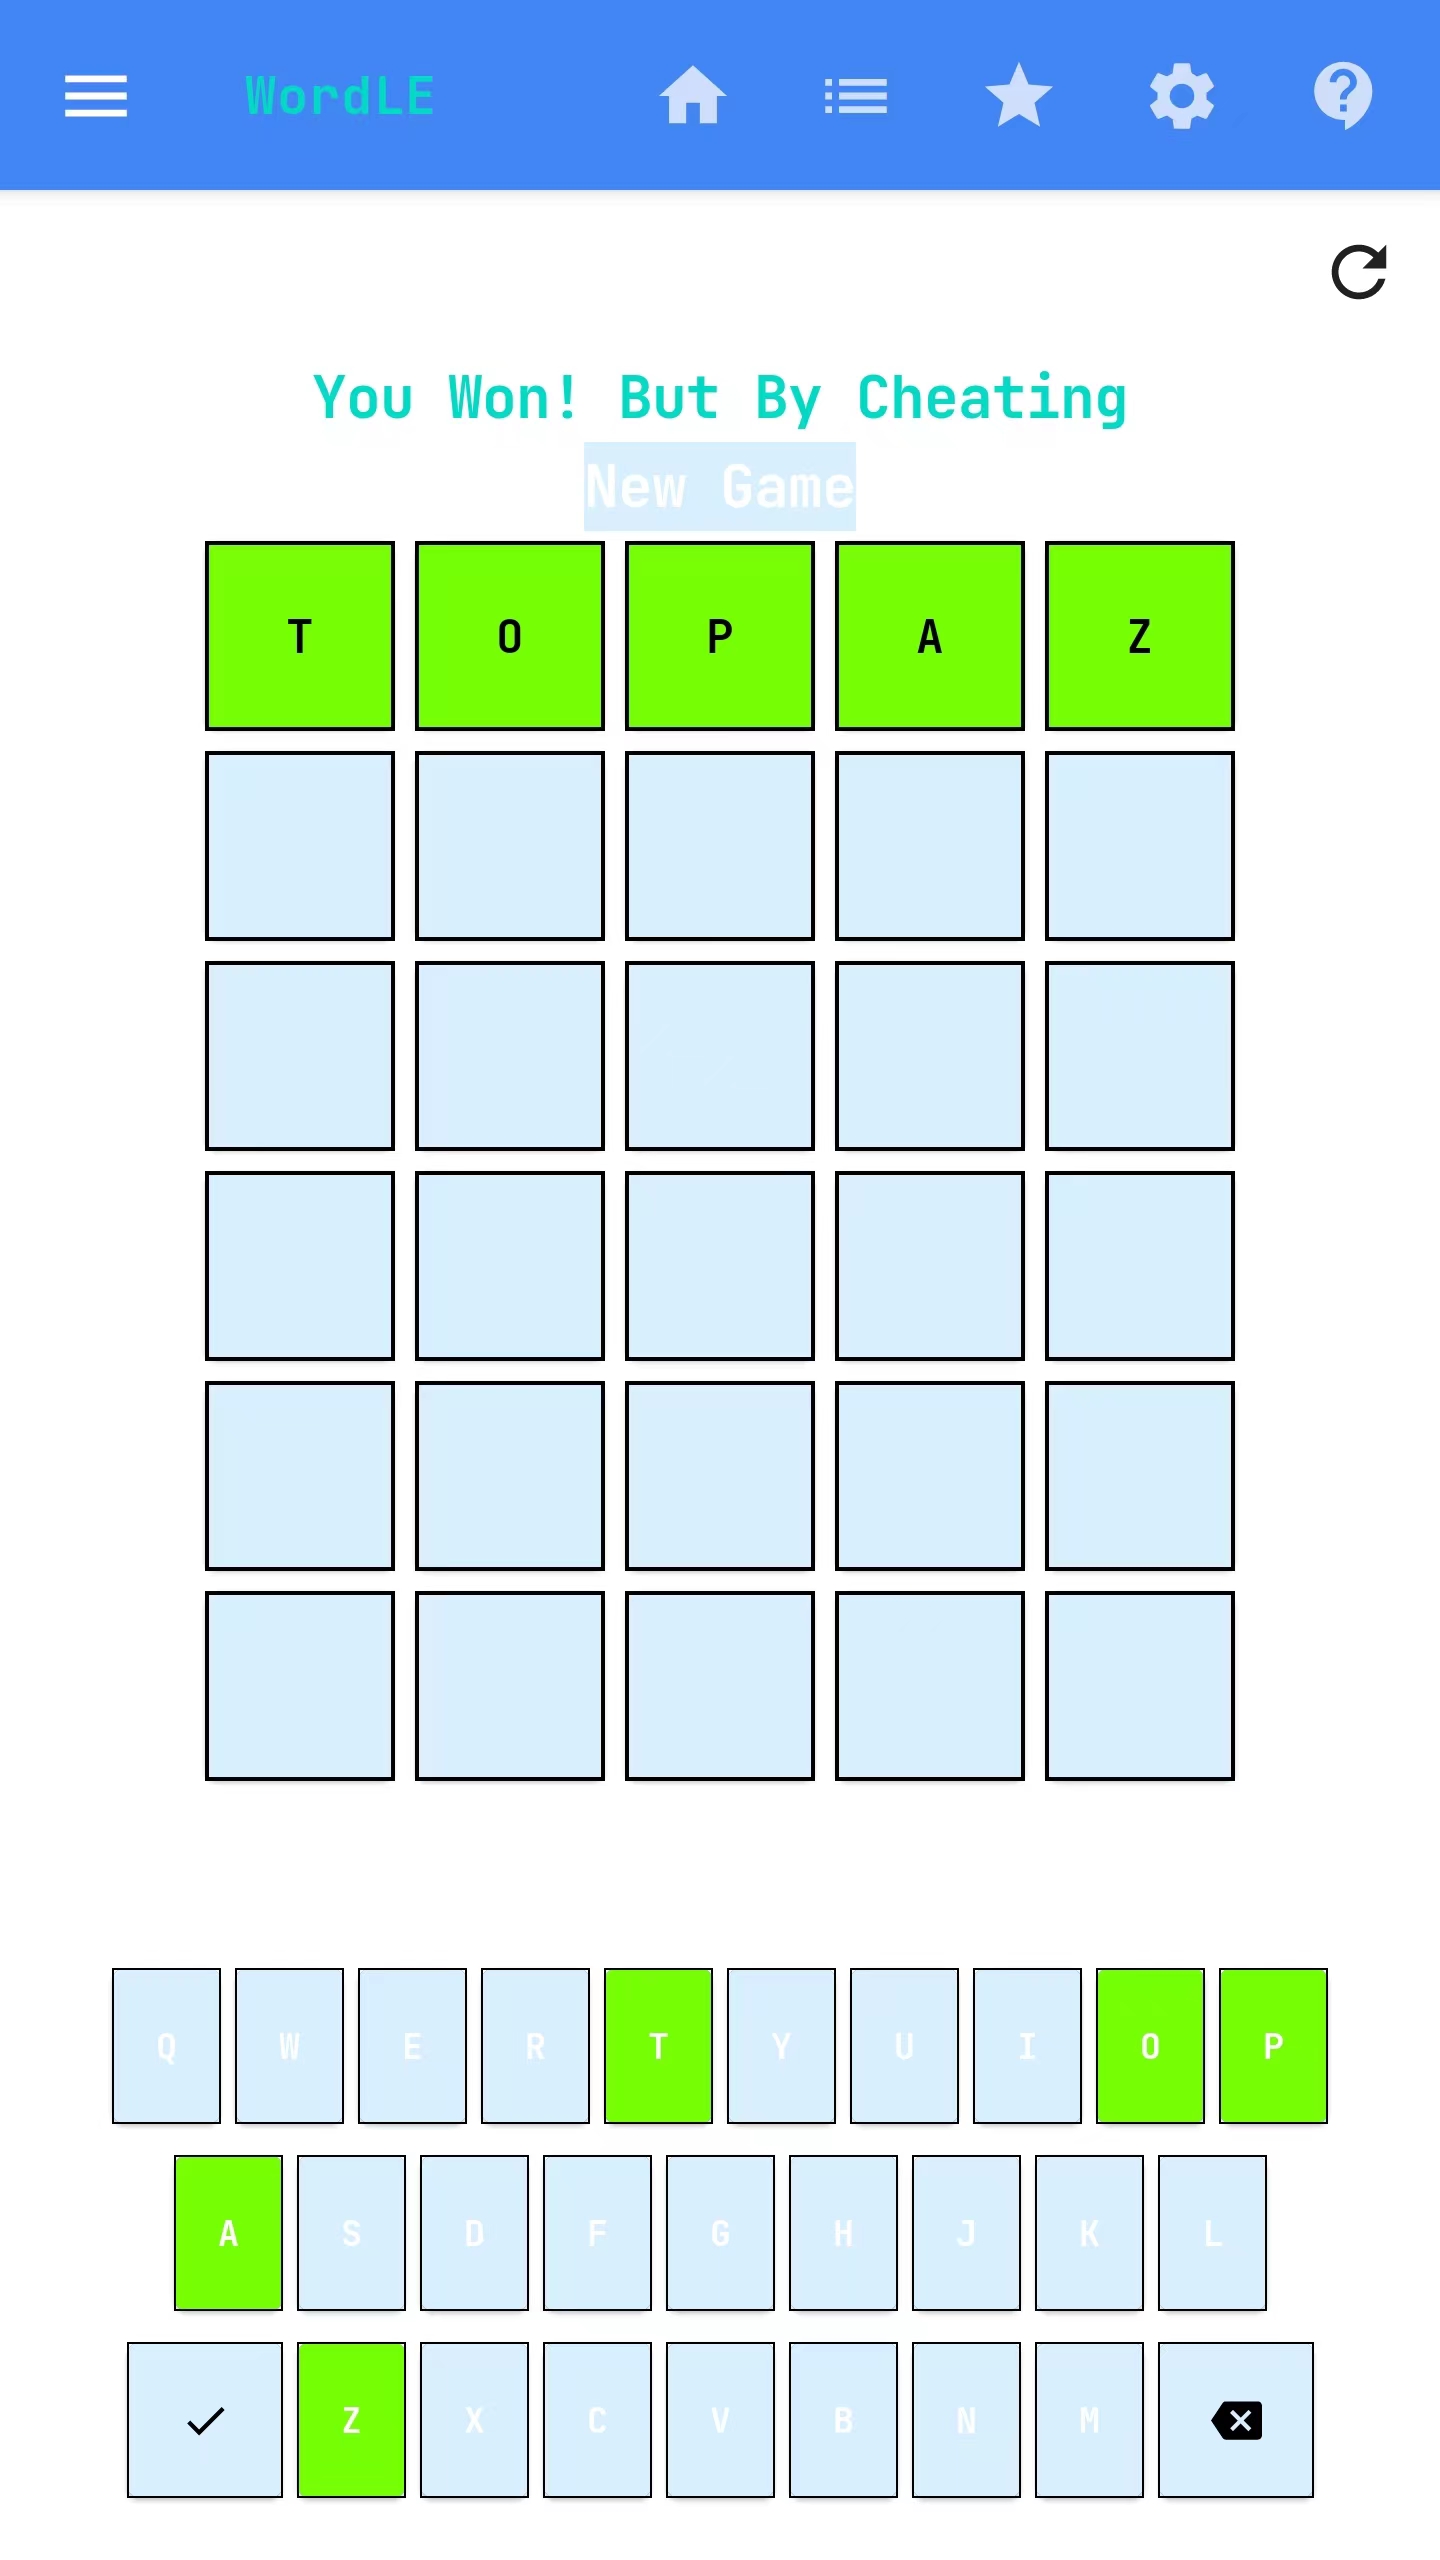 WordLE
You Won! But By Cheating
New Game
T O P A Z
Q W E R T Y U I O P
A S D F G H J K L
Z X C V B N M